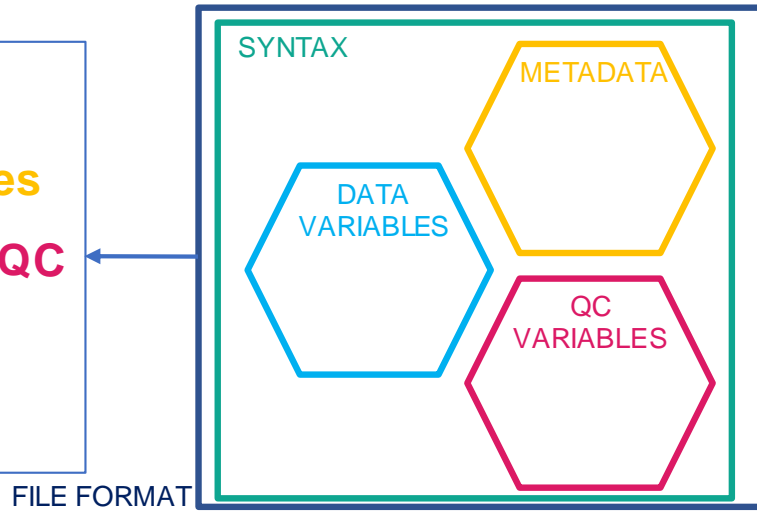 es
QC
SYNTAX
METADATA
DATA
VARIABLES
QC
VARIABLES
FILE FORMAT